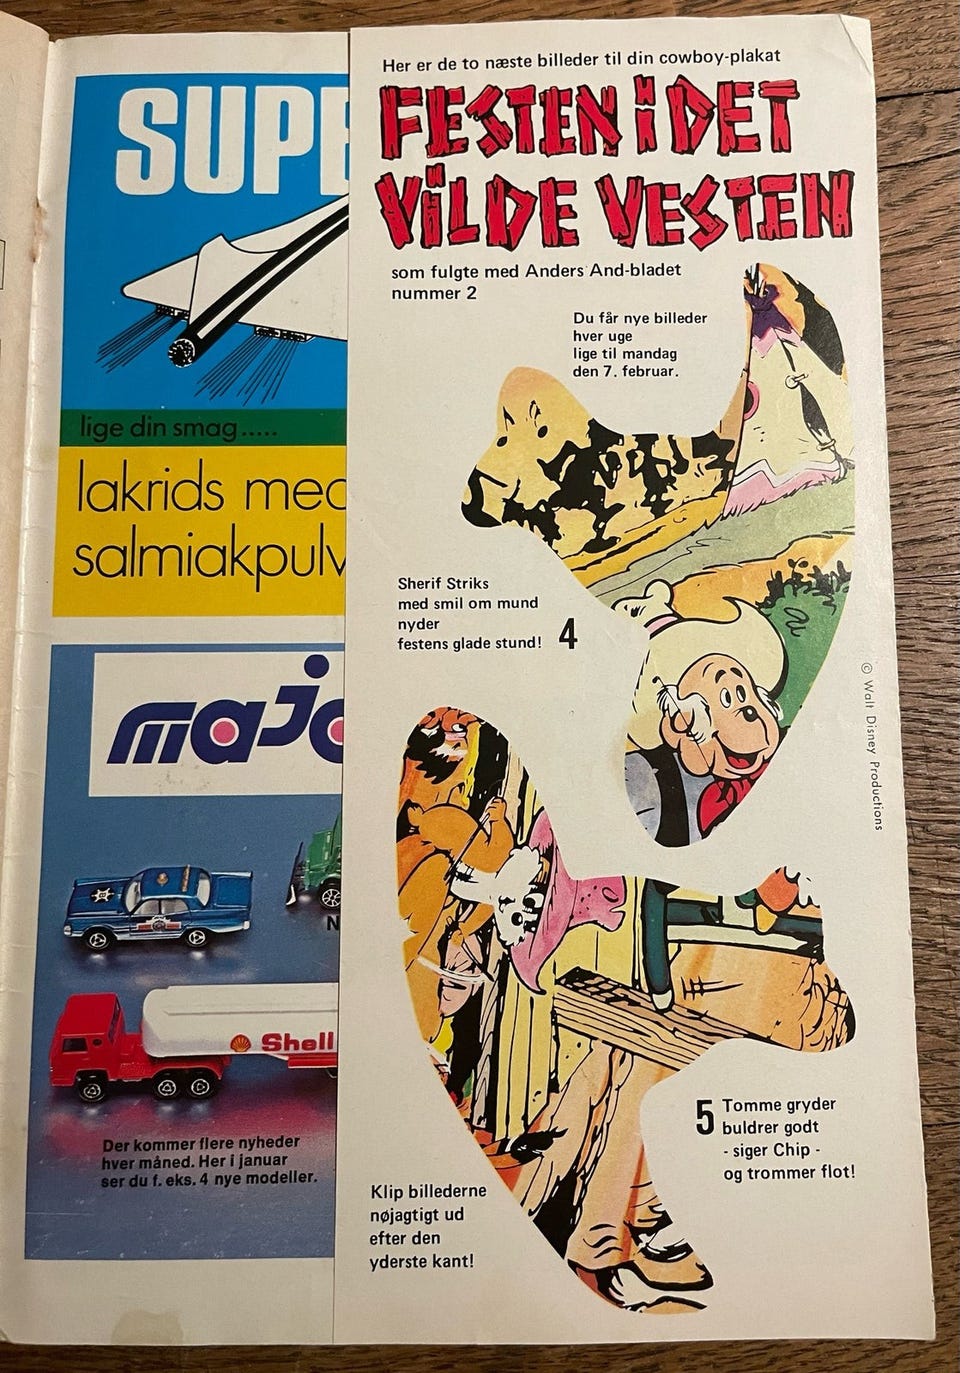 SUPE
lige din smag.....
lakrids med
salmiakpulv
majo
N
Shell
Der kommer flere nyheder
hver måned. Her i januar
ser du f. eks. 4 nye modeller.
Her er de to næste billeder til din cowboy-plakat
FESTEN i DET
ViLDE VESTEN
som fulgte med Anders And-bladet
nummer 2
Du får nye billeder
hver uge
lige til mandag
den 7. februar.
Sherif Striks
med smil om mund
nyder
festens glade stund!
4
© Walt Disney Productions
5
Tomme gryder
buldrer godt
- siger Chip -
og trommer flot!
Klip billederne
nøjagtigt ud
efter den
yderste kant!